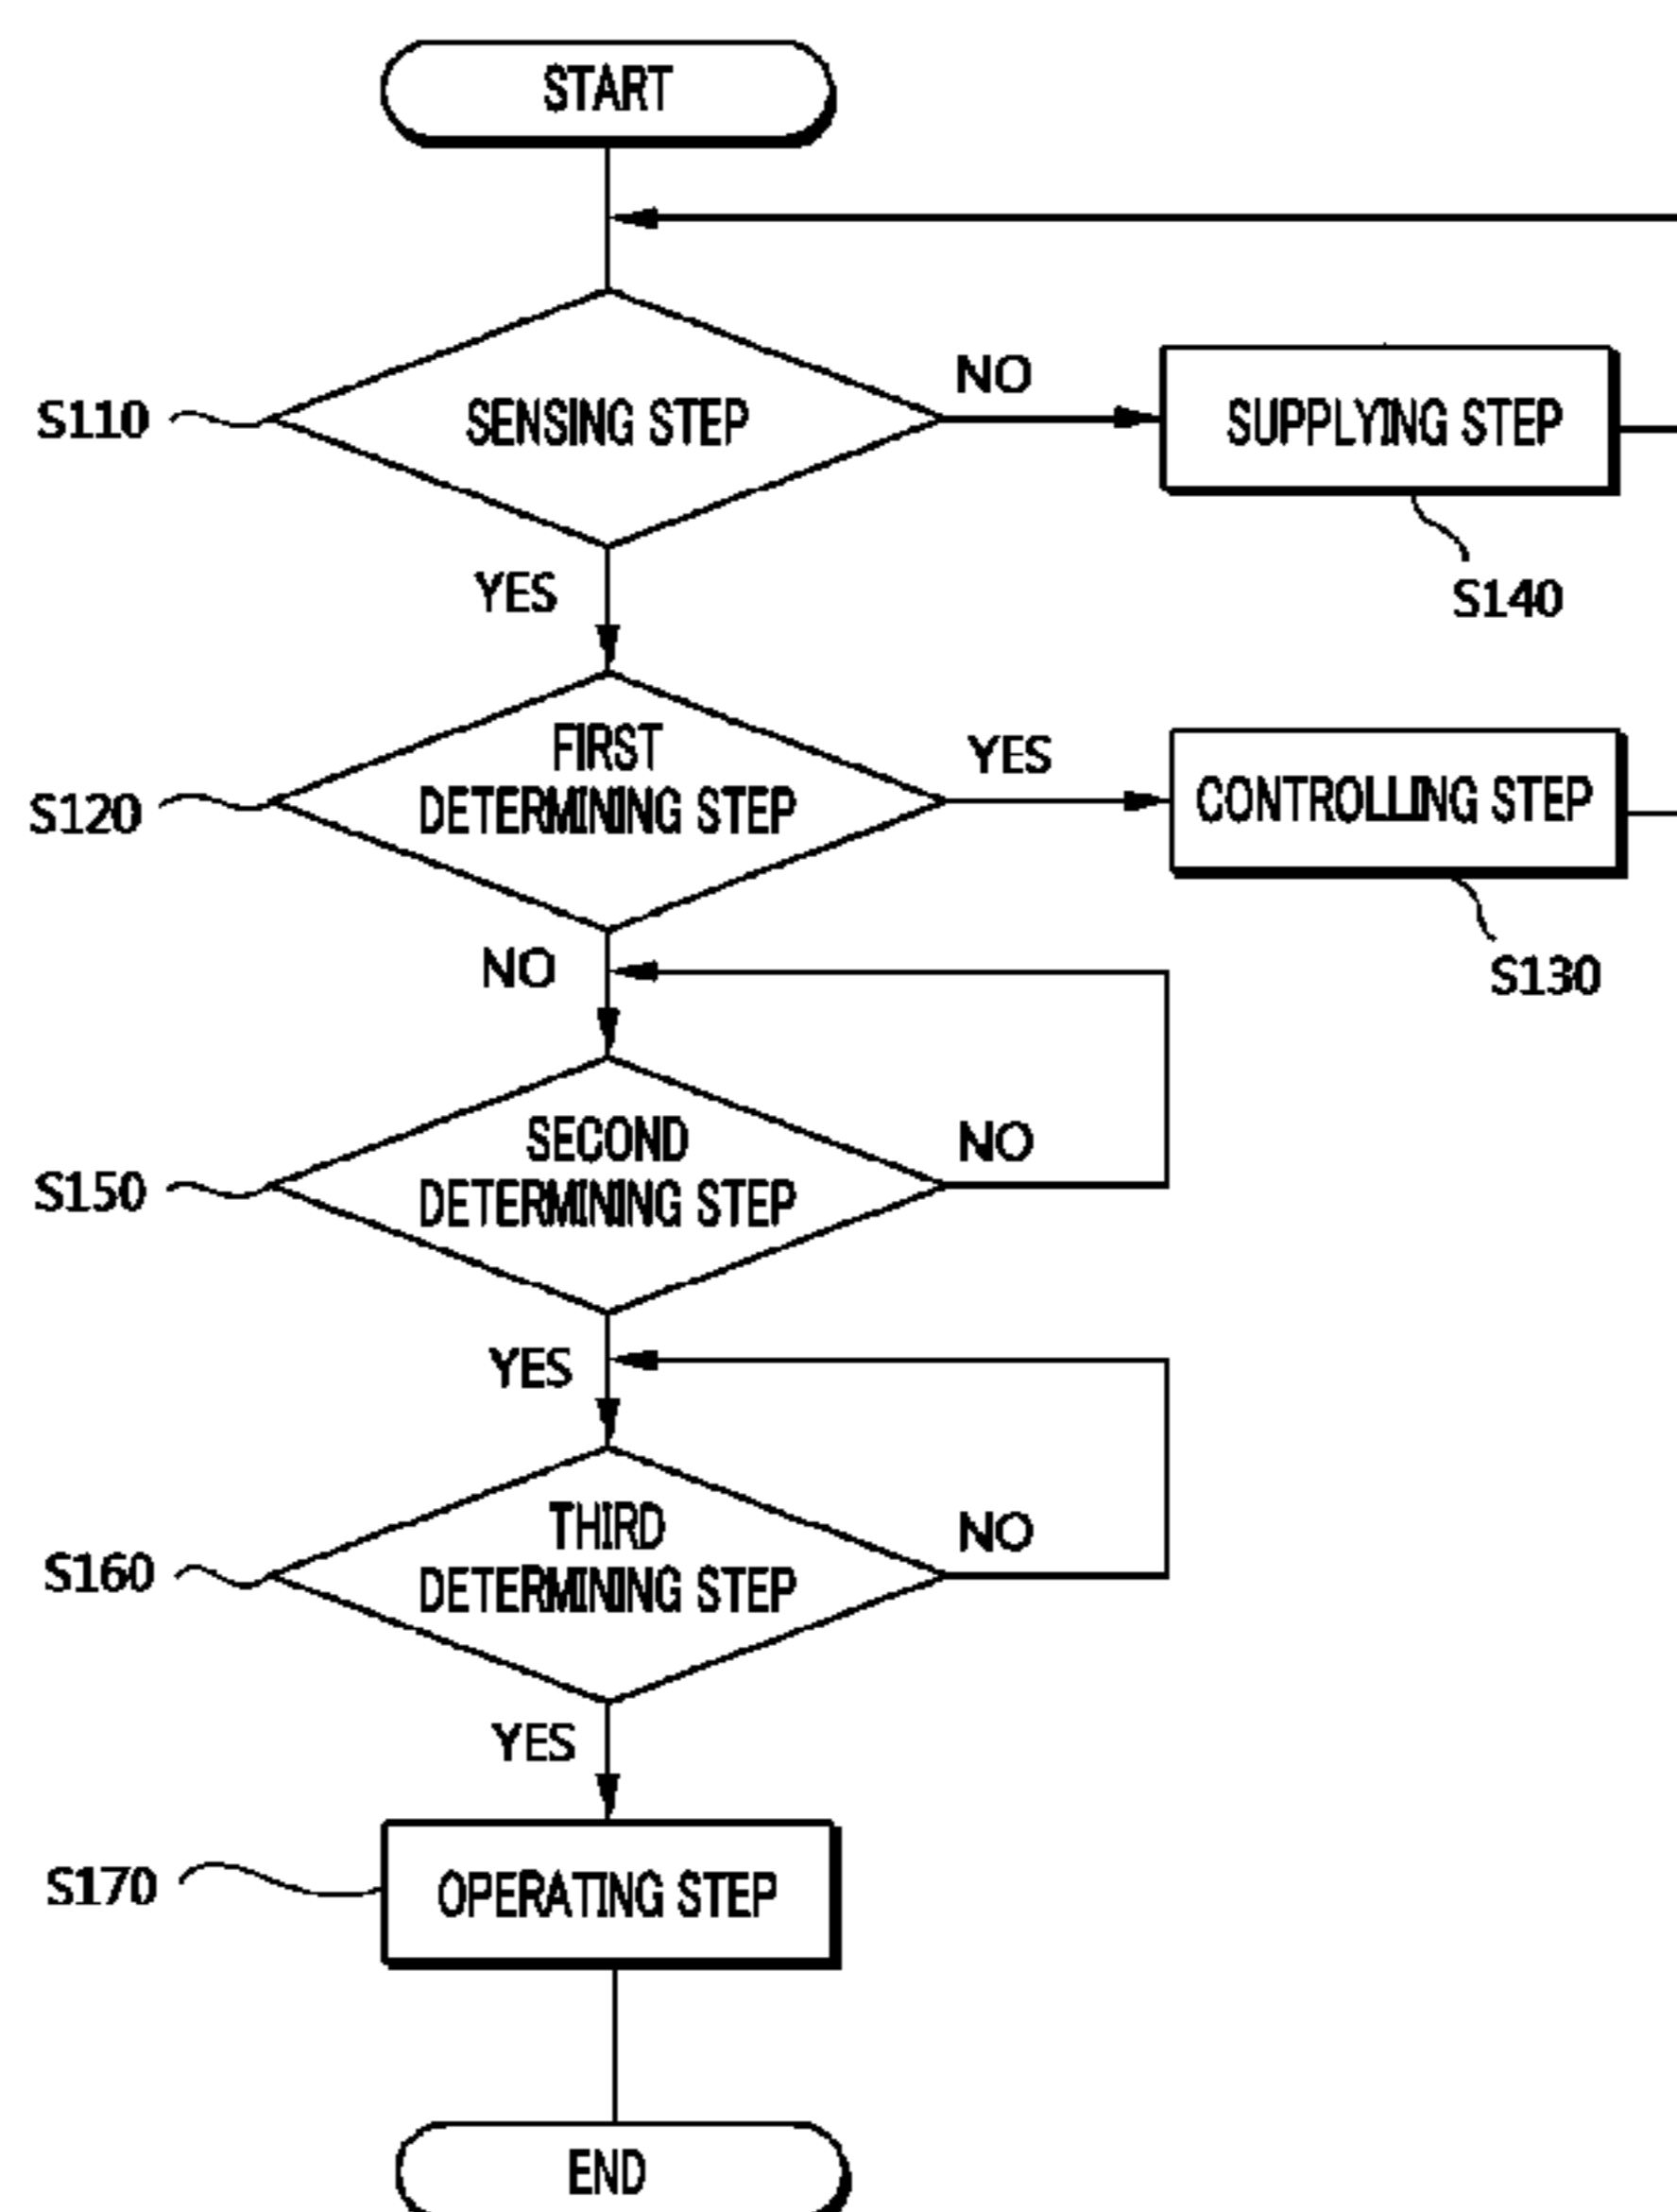 START
S110
SENSING STEP
NO
SUPPLYING STEP
S140
YES
S120
FIRST
DETERMINING STEP
YES
CONTROLLING STEP
S130
NO
S150
SECOND
DETERMINING STEP
NO
YES
S160
THIRD
DETERMINING STEP
NO
YES
S170
OPERATING STEP
END